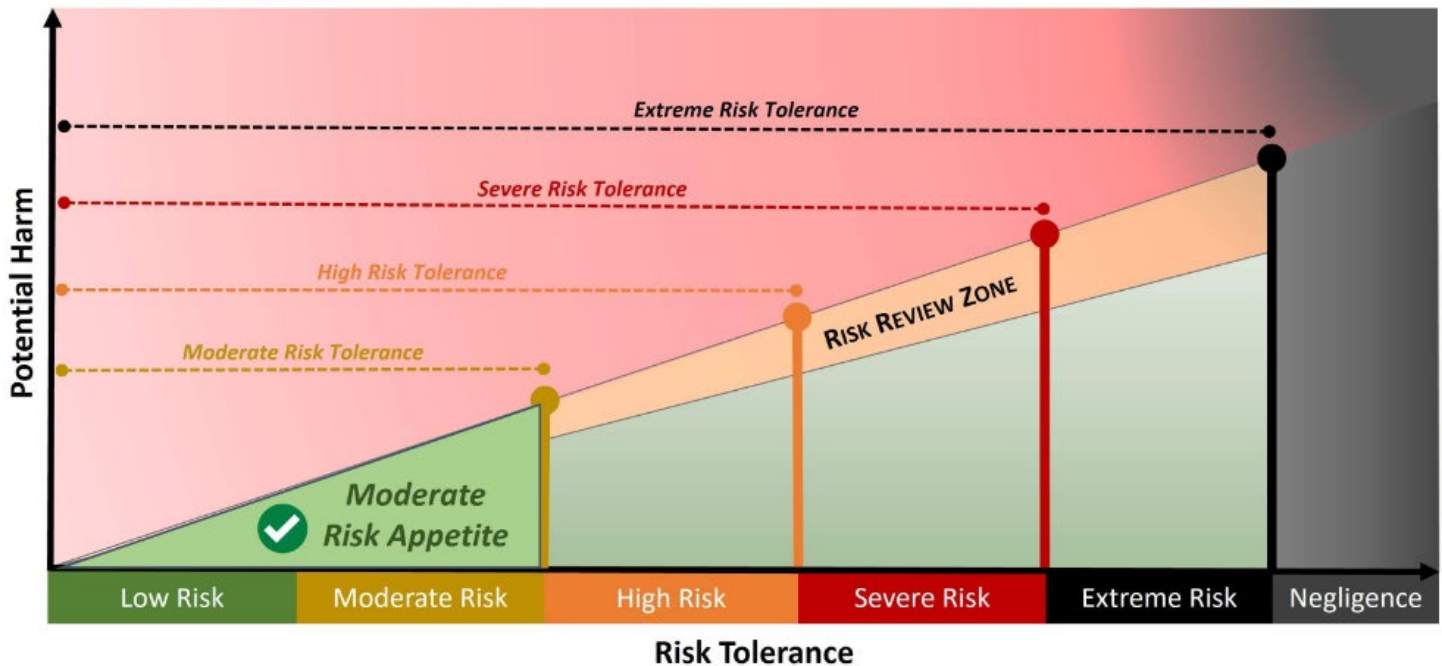 Extreme Risk Tolerance
Severe Risk Tolerance
High Risk Tolerance
Moderate Risk Tolerance
Potential Harm
RISK REVIEW ZONE
Moderate
Risk Appetite
Low Risk
Moderate Risk
High Risk
Severe Risk
Extreme Risk
Negligence
Risk Tolerance